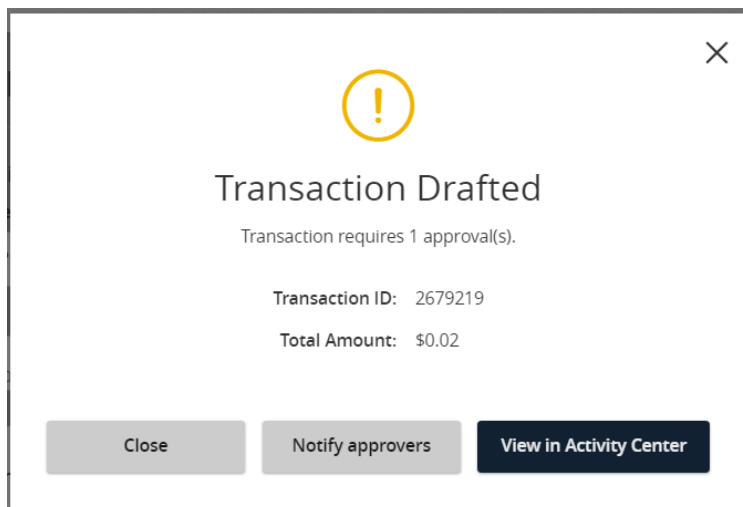 Transaction Drafted
Transaction requires 1 approval(s).
Transaction ID: 2679219
Total Amount: $0.02
Close
Notify approvers
View in Activity Center